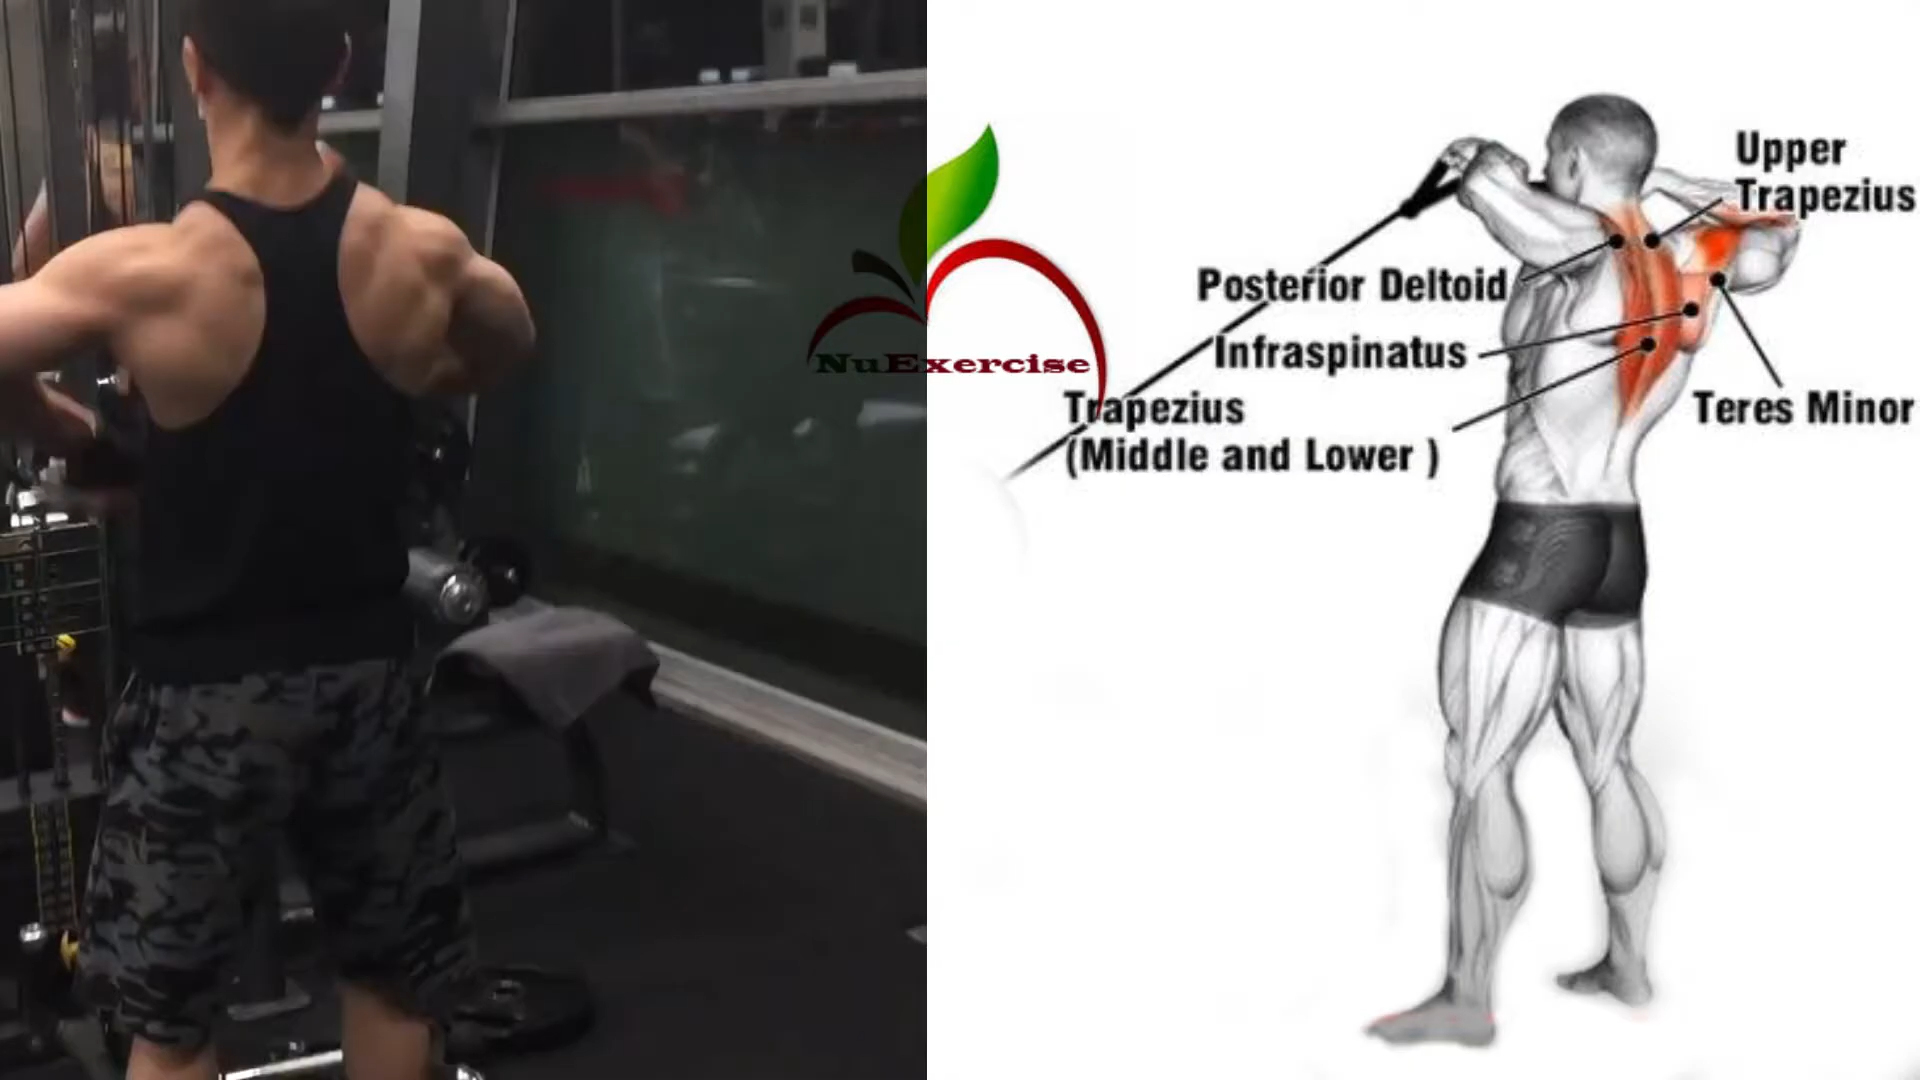 Upper
Trapezius
Posterior Deltoid
Infraspinatus
NuExercise
Trapezius
(Middle and Lower )
Teres Minor